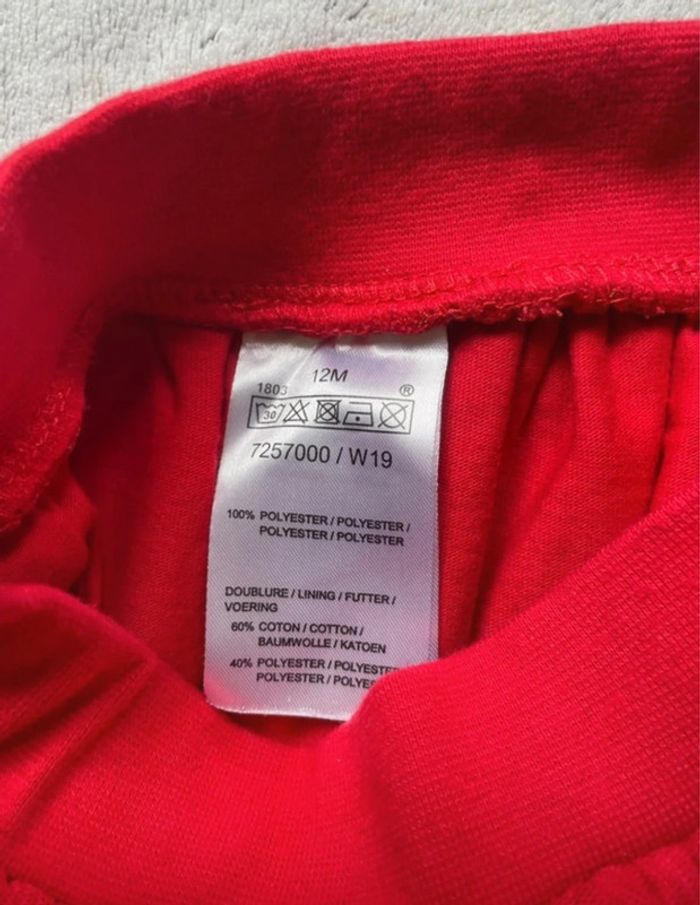 12M
1803 ®
30
7257000 / W19
100% POLYESTER / POLYESTER /
POLYESTER / POLYESTER
DOUBLURE / LINING / FUTTER /
VOERING
60% COTON / COTTON /
BAUMWOLLE / KATOEN
40% POLYESTER / POLYESTE
POLYESTER / POLYES